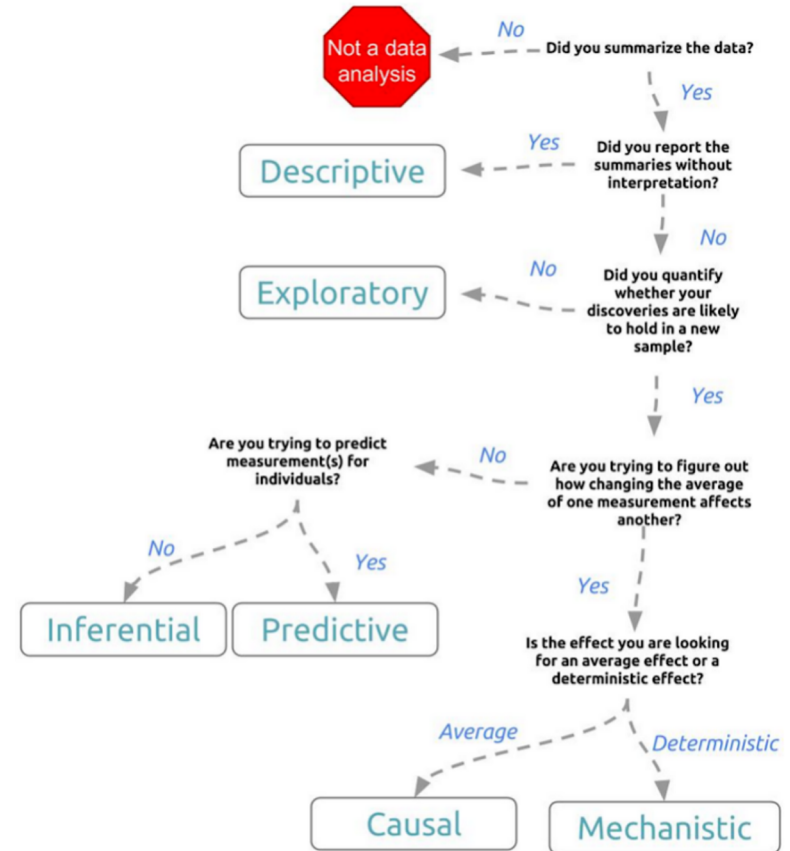 Not a data
analysis
No
Did you summarize the data?
Yes
Descriptive
Yes
Did you report the
summaries without
interpretation?
No
Exploratory
No
Did you quantify
whether your
discoveries are likely
to hold in a new
sample?
Yes
Are you trying to predict
measurement(s) for
individuals?
No
Are you trying to figure out
how changing the average
of one measurement affects
another?
No
Yes
Inferential
Predictive
Yes
Is the effect you are looking
for an average effect or a
deterministic effect?
Average
Deterministic
Causal
Mechanistic